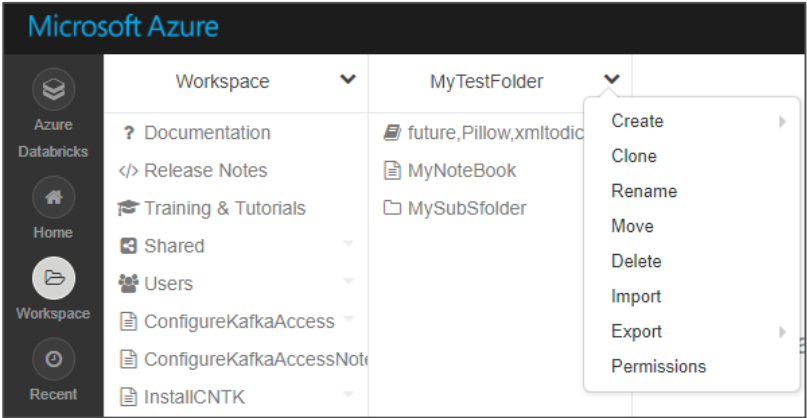 Microsoft Azure
Azure
Databricks
Home
Workspace
Recent
Workspace
? Documentation
</> Release Notes
Training & Tutorials
Shared
Users
ConfigureKafkaAccess
ConfigureKafkaAccessNote
InstallCNTK
MyTestFolder
future,Pillow,xmltodic
MyNoteBook
MySubSfolder
Create
Clone
Rename
Move
Delete
Import
Export
Permissions